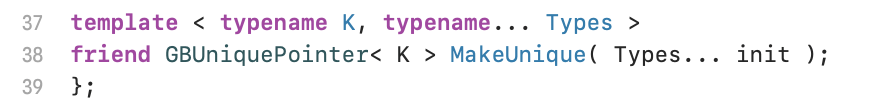 37 template < typename K, typename... Types >
38 friend GBUniquePointer< K > MakeUnique( Types... init );
39 };